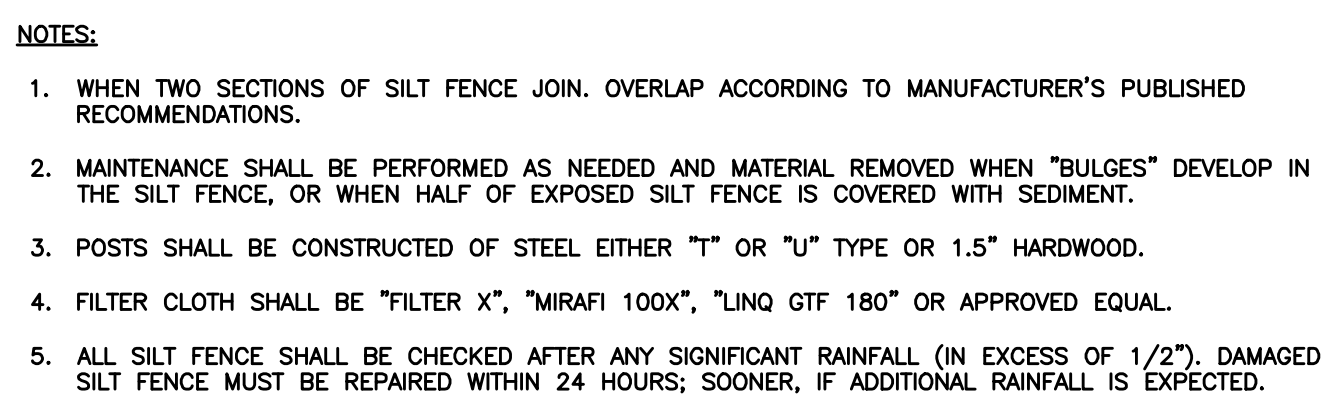 NOTES:
1. WHEN TWO SECTIONS OF SILT FENCE JOIN. OVERLAP ACCORDING TO MANUFACTURER'S PUBLISHED
RECOMMENDATIONS.
2. MAINTENANCE SHALL BE PERFORMED AS NEEDED AND MATERIAL REMOVED WHEN "BULGES" DEVELOP IN
THE SILT FENCE, OR WHEN HALF OF EXPOSED SILT FENCE IS COVERED WITH SEDIMENT.
3. POSTS SHALL BE CONSTRUCTED OF STEEL EITHER "T" OR "U" TYPE OR 1.5" HARDWOOD.
4. FILTER CLOTH SHALL BE "FILTER X", "MIRAFI 100X", "LINQ GTF 180" OR APPROVED EQUAL.
5. ALL SILT FENCE SHALL BE CHECKED AFTER ANY SIGNIFICANT RAINFALL (IN EXCESS OF 1/2"). DAMAGED
SILT FENCE MUST BE REPAIRED WITHIN 24 HOURS; SOONER, IF ADDITIONAL RAINFALL IS EXPECTED.